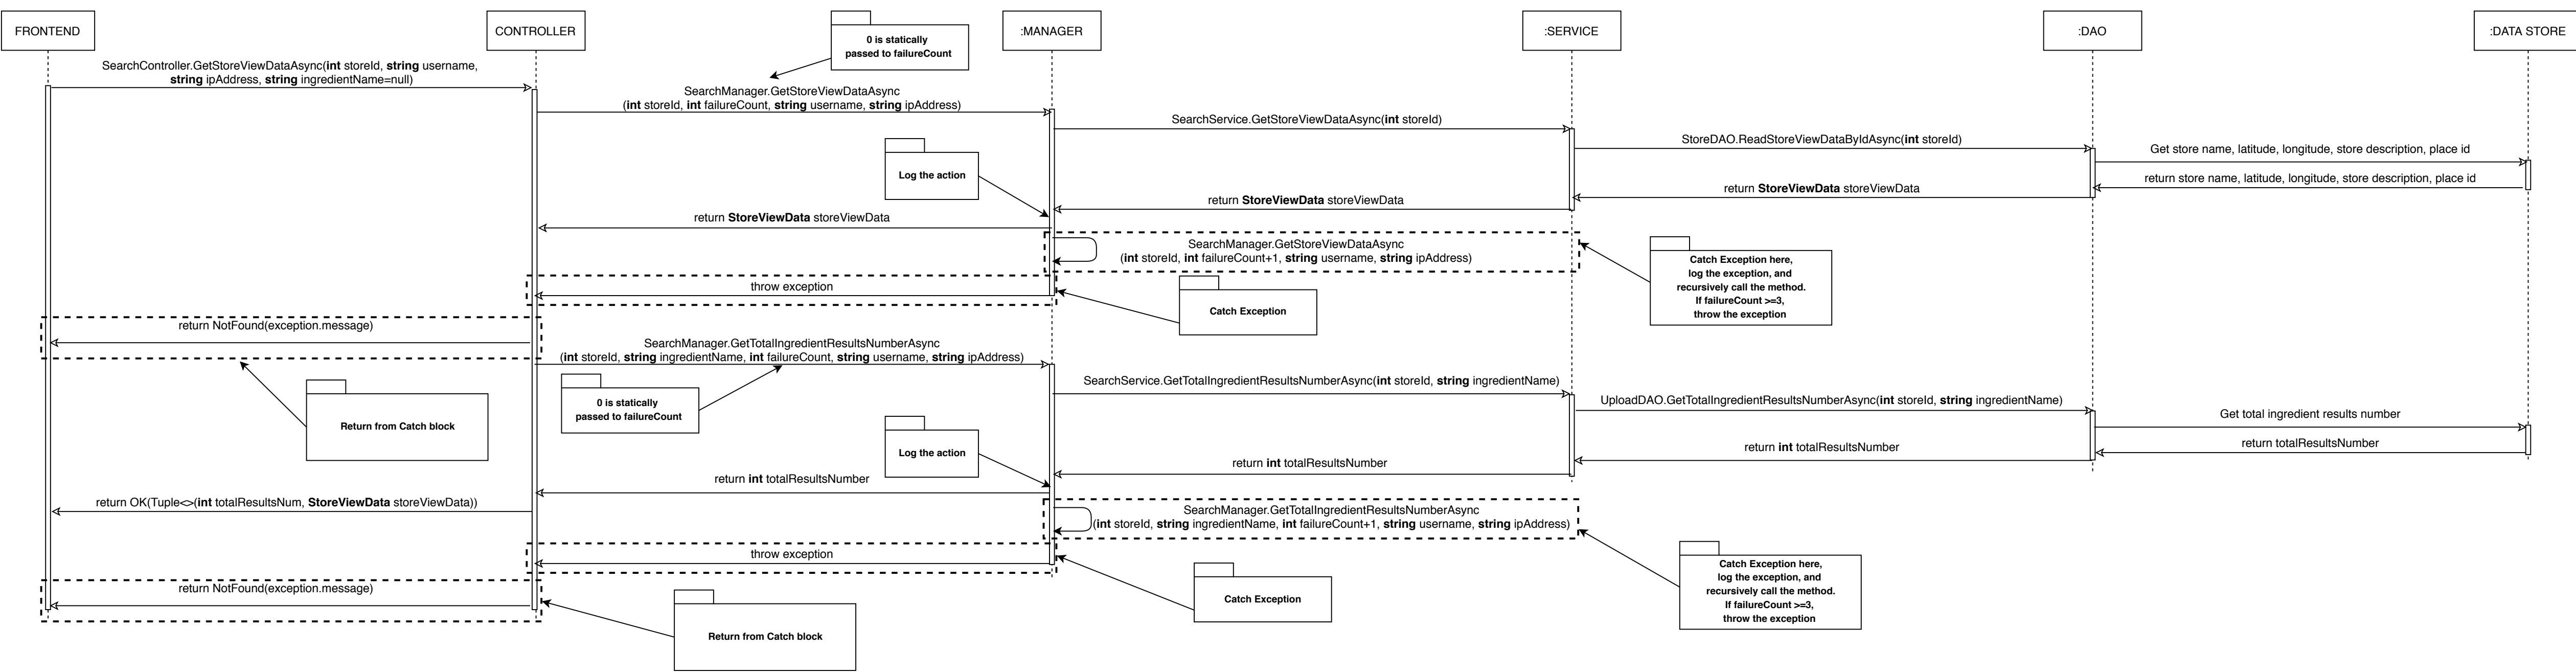 FRONTEND
CONTROLLER
:MANAGER
:SERVICE
:DAO
:DATA STORE
0 is statically
passed to failureCount
SearchController.GetStoreViewDataAsync(int storeId, string username,
string ipAddress, string ingredientName=null)
SearchManager.GetStoreViewDataAsync
(int storeId, int failureCount, string username, string ipAddress)
SearchService.GetStoreViewDataAsync(int storeId)
StoreDAO.ReadStoreViewDataByIdAsync(int storeId)
Get store name, latitude, longitude, store description, place id
return store name, latitude, longitude, store description, place id
return StoreViewData storeViewData
return StoreViewData storeViewData
Log the action
return StoreViewData storeViewData
SearchManager.GetStoreViewDataAsync
(int storeId, int failureCount+1, string username, string ipAddress)
Catch Exception here,
log the exception, and
recursively call the method.
If failureCount >=3,
throw the exception
throw exception
Catch Exception
return NotFound(exception.message)
Return from Catch block
SearchManager.GetTotalIngredientResultsNumberAsync
(int storeId, string ingredientName, int failureCount, string username, string ipAddress)
0 is statically
passed to failureCount
SearchService.GetTotalIngredientResultsNumberAsync(int storeId, string ingredientName)
UploadDAO.GetTotalIngredientResultsNumberAsync(int storeId, string ingredientName)
Get total ingredient results number
return totalResultsNumber
return int totalResultsNumber
return int totalResultsNumber
Log the action
return int totalResultsNumber
return OK(Tuple<>(int totalResultsNum, StoreViewData storeViewData))
SearchManager.GetTotalIngredientResultsNumberAsync
(int storeId, string ingredientName, int failureCount+1, string username, string ipAddress)
Catch Exception here,
log the exception, and
recursively call the method.
If failureCount >=3,
throw the exception
throw exception
Catch Exception
return NotFound(exception.message)
Return from Catch block